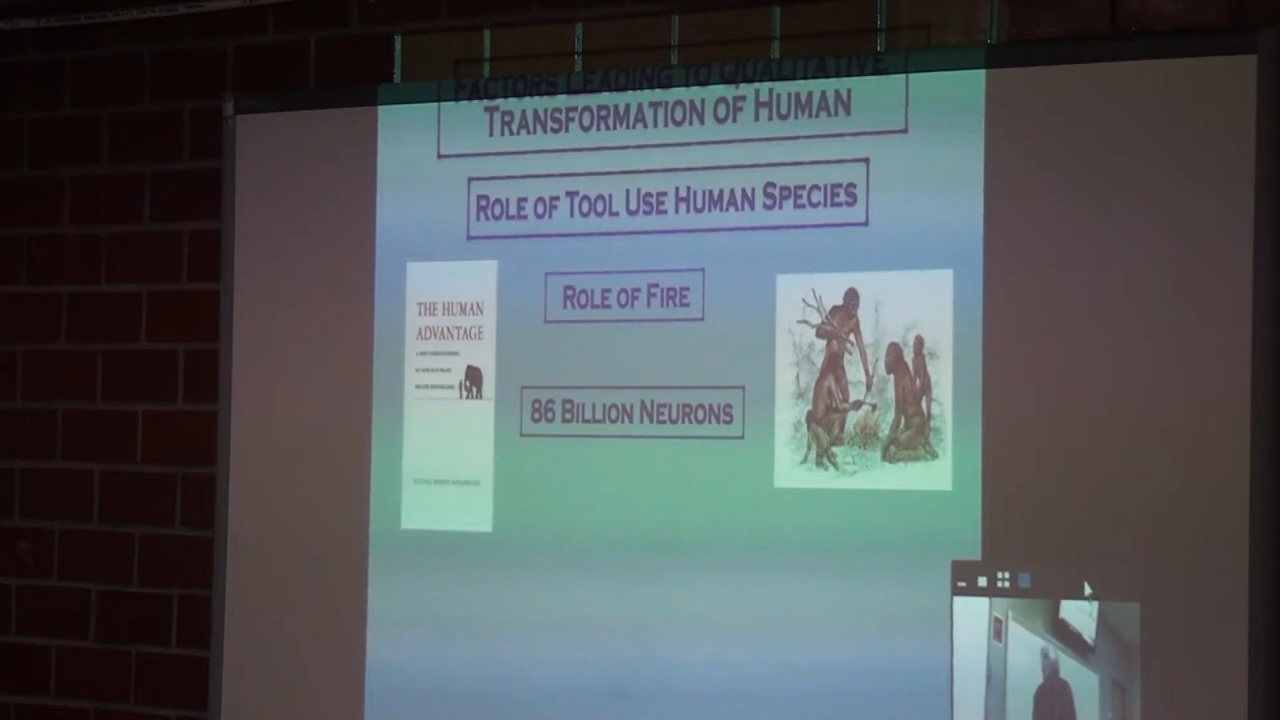 FACTORS LEADING TO QUALITATIVE
TRANSFORMATION OF HUMAN
ROLE OF TOOL USE HUMAN SPECIES
ROLE OF FIRE
THE HUMAN
ADVANTAGE
86 BILLION NEURONS